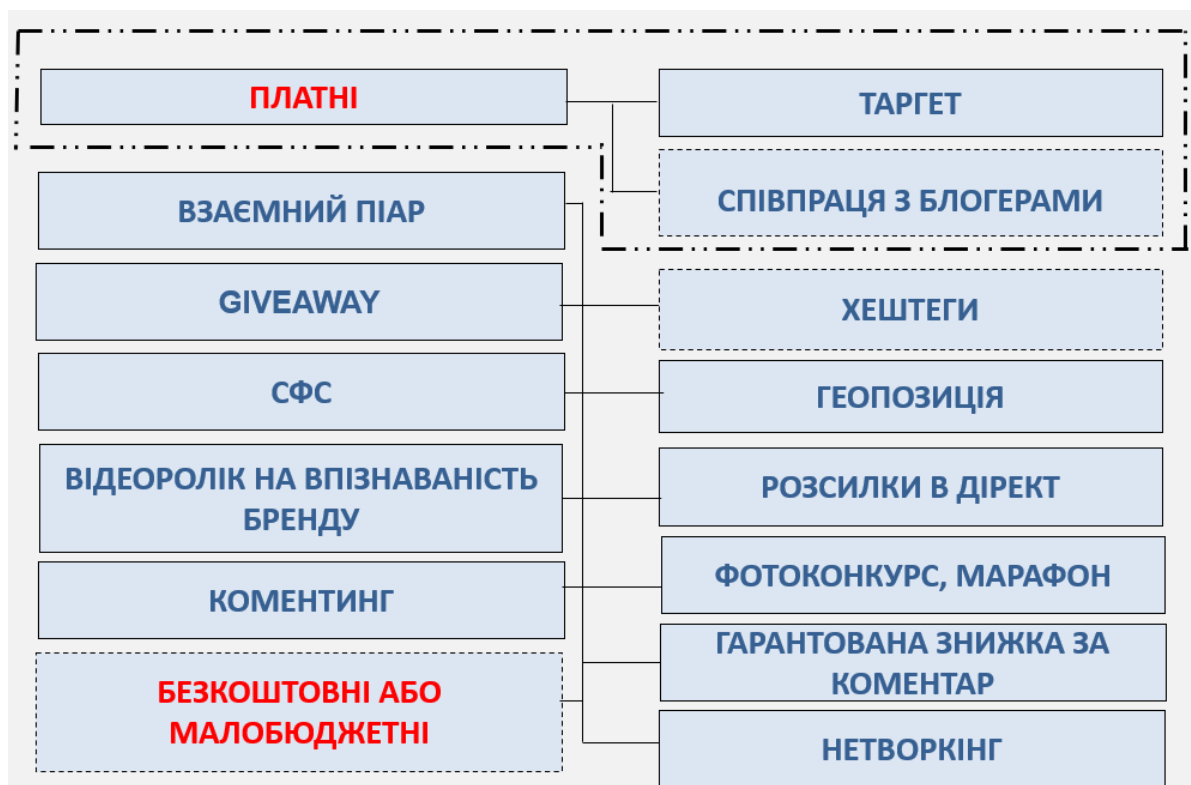 ПЛАТНІ
ТАРГЕТ
СПІВПРАЦЯ З БЛОГЕРАМИ
ВЗАЄМНИЙ ПІАР
GIVEAWAY
СФС
ВІДЕОРОЛІК НА ВПІЗНАВАНІСТЬ
БРЕНДУ
КОМЕНТИНГ
БЕЗКОШТОВНІ АБО
МАЛОБЮДЖЕТНІ
ХЕШТЕГИ
ГЕОПОЗИЦІЯ
РОЗСИЛКИ В ДІРЕКТ
ФОТОКОНКУРС, МАРАФОН
ГАРАНТОВАНА ЗНИЖКА ЗА
КОМЕНТАР
НЕТВОРКІНГ